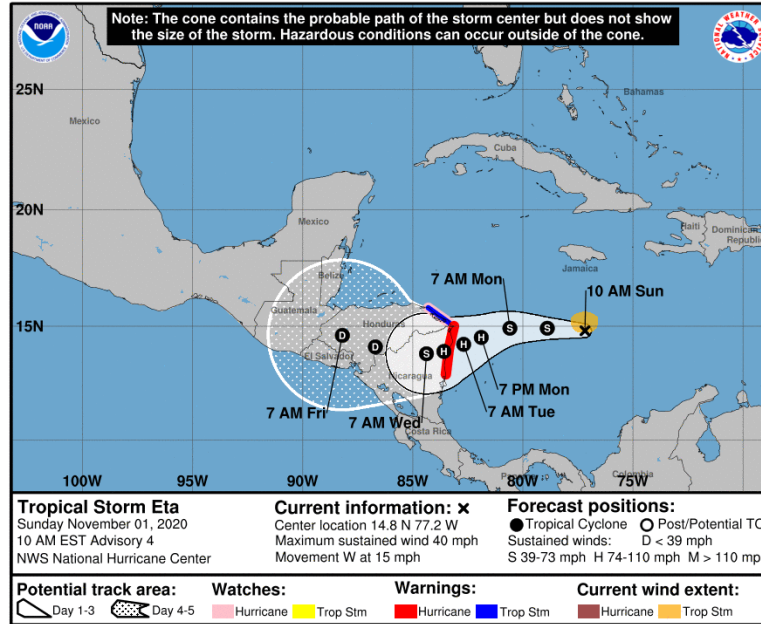 Note: The cone contains the probable path of the storm center but does not show
the size of the storm. Hazardous conditions can occur outside of the cone.
NOAA
25N
20N
15N
Mexico
Bahamas
Cuba
Mexico
Haiti
Dominican
Republi
Jamaica
7 AM Mon
10 AM Sun
Belize
Guatemala
Honduras
D
D
S
H
H
H
S
S
El Salvador
Nicaragua
7 PM Mon
7 AM Tue
7 AM Fri
7 AM Wed
Costa Rica
Colombia
100W
95W
90W
85W
80W
75W
Tropical Storm Eta
Sunday November 01, 2020
10 AM EST Advisory 4
NWS National Hurricane Center
Current information: ×
Center location 14.8 N 77.2 W
Maximum sustained wind 40 mph
Movement W at 15 mph
Forecast positions:
● Tropical Cyclone ○ Post/Potential TC
Sustained winds: D < 39 mph
S 39-73 mph H 74-110 mph M > 110 mph
Potential track area:
Day 1-3 Day 4-5
Watches:
Hurricane Trop Stm
Warnings:
Hurricane Trop Stm
Current wind extent:
Hurricane Trop Stm